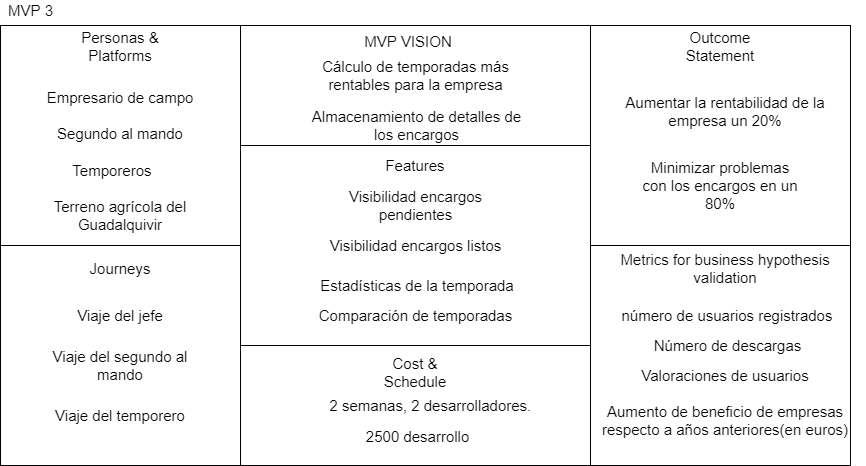 MVP 3
Personas &
Platforms
Empresario de campo
Segundo al mando
Temporeros
Terreno agrícola del
Guadalquivir
Journeys
Viaje del jefe
Viaje del segundo al
mando
Viaje del temporero
MVP VISION
Cálculo de temporadas más
rentables para la empresa
Almacenamiento de detalles de
los encargos
Features
Visibilidad encargos
pendientes
Visibilidad encargos listos
Estadísticas de la temporada
Comparación de temporadas
Cost &
Schedule
2 semanas, 2 desarrolladores.
2500 desarrollo
Outcome
Statement
Aumentar la rentabilidad de la
empresa un 20%
Minimizar problemas
con los encargos en un
80%
Metrics for business hypothesis
validation
número de usuarios registrados
Número de descargas
Valoraciones de usuarios
Aumento de beneficio de empresas
respecto a años anteriores(en euros)